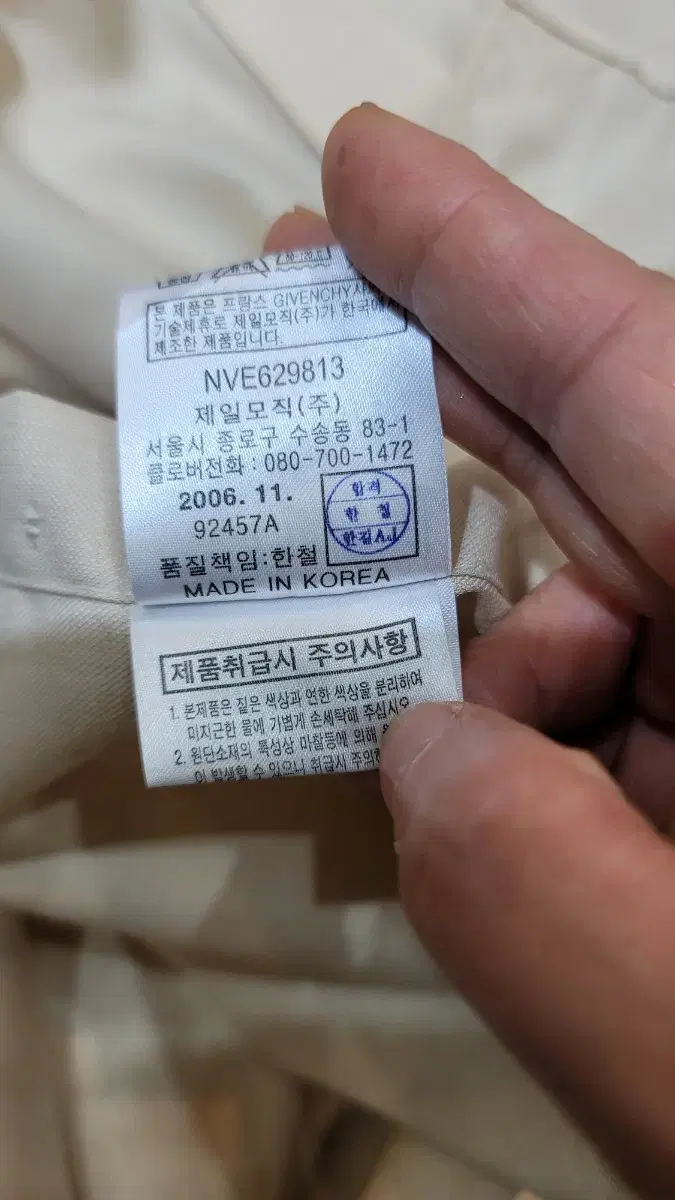 본 제품은 프랑스 GIVENCHY사
기술제휴로 제일모직(주)가 한국에서
제조한 제품입니다.
NVE629813
제일모직(주)
서울시 종로구 수송동 83-1
클로버전화 : 080-700-1472
2006. 11.
92457A
합격
한 철
한길A.J
품질책임:한철
MADE IN KOREA
제품취급시 주의사항
1. 본제품은 짙은 색상과 연한 색상을 분리하여
미지근한 물에 가볍게 손세탁해 주십시오
2. 원단소재의 특성상 마찰등에 의해
이 발생할 수 있으니 취급시 주의